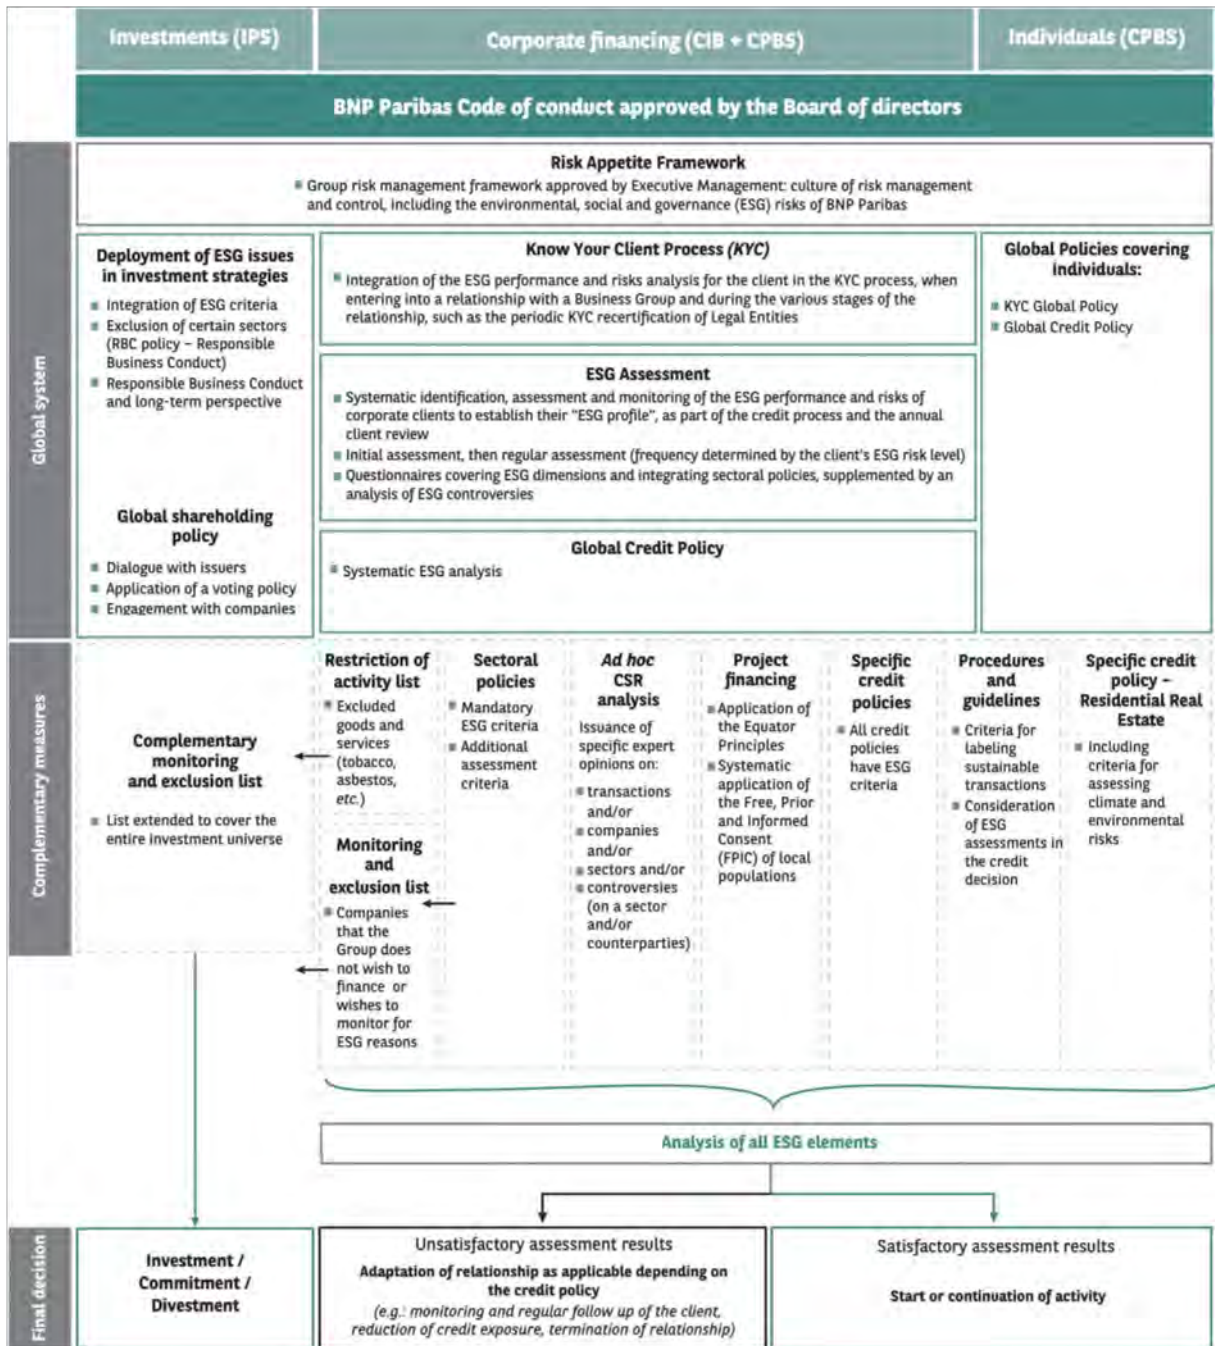 Investments (IPS)
Corporate financing (CIB + CPBS)
Individuals (CPBS)
BNP Paribas Code of conduct approved by the Board of directors
Global system
Risk Appetite Framework
Group risk management framework approved by Executive Management: culture of risk management
and control, including the environmental, social and governance (ESG) risks of BNP Paribas
Deployment of ESG issues
in investment strategies
Integration of ESG criteria
Exclusion of certain sectors
(RBC policy – Responsible
Business Conduct)
Responsible Business Conduct
and long-term perspective
Global shareholding
policy
Dialogue with issuers
Application of a voting policy
Engagement with companies
Know Your Client Process (KYC)
Integration of the ESG performance and risks analysis for the client in the KYC process, when
entering into a relationship with a Business Group and during the various stages of the
relationship, such as the periodic KYC recertification of Legal Entities
ESG Assessment
Systematic identification, assessment and monitoring of the ESG performance and risks of
corporate clients to establish their "ESG profile", as part of the credit process and the annual
client review
Initial assessment, then regular assessment (frequency determined by the client's ESG risk level)
Questionnaires covering ESG dimensions and integrating sectoral policies, supplemented by an
analysis of ESG controversies
Global Credit Policy
Systematic ESG analysis
Global Policies covering
individuals:
KYC Global Policy
Global Credit Policy
Complementary measures
Complementary
monitoring
and exclusion list
List extended to cover the
entire investment universe
Restriction of
activity list
Excluded
goods and
services
(tobacco,
asbestos,
etc.)
Monitoring
and
exclusion list
Companies
that the
Group does
not wish to
finance or
wishes to
monitor for
ESG reasons
Sectoral
policies
Mandatory
ESG criteria
Additional
assessment
criteria
Ad hoc
CSR
analysis
Issuance of
specific expert
opinions on:
transactions
and/or
companies
and/or
sectors and/or
controversies
(on a sector
and/or
counterparties)
Project
financing
Application of
the Equator
Principles
Systematic
application of
the Free, Prior
and Informed
Consent
(FPIC) of local
populations
Specific
credit
policies
All credit
policies
have ESG
criteria
Procedures
and
guidelines
Criteria for
labeling
sustainable
transactions
Consideration
of ESG
assessments in
the credit
decision
Specific credit
policy –
Residential Real
Estate
Including
criteria for
assessing
climate and
environmental
risks
Analysis of all ESG elements
Final decision
Investment /
Commitment /
Divestment
Unsatisfactory assessment results
Adaptation of relationship as applicable depending on
the credit policy
(e.g.: monitoring and regular follow up of the client,
reduction of credit exposure, termination of relationship)
Satisfactory assessment results
Start or continuation of activity